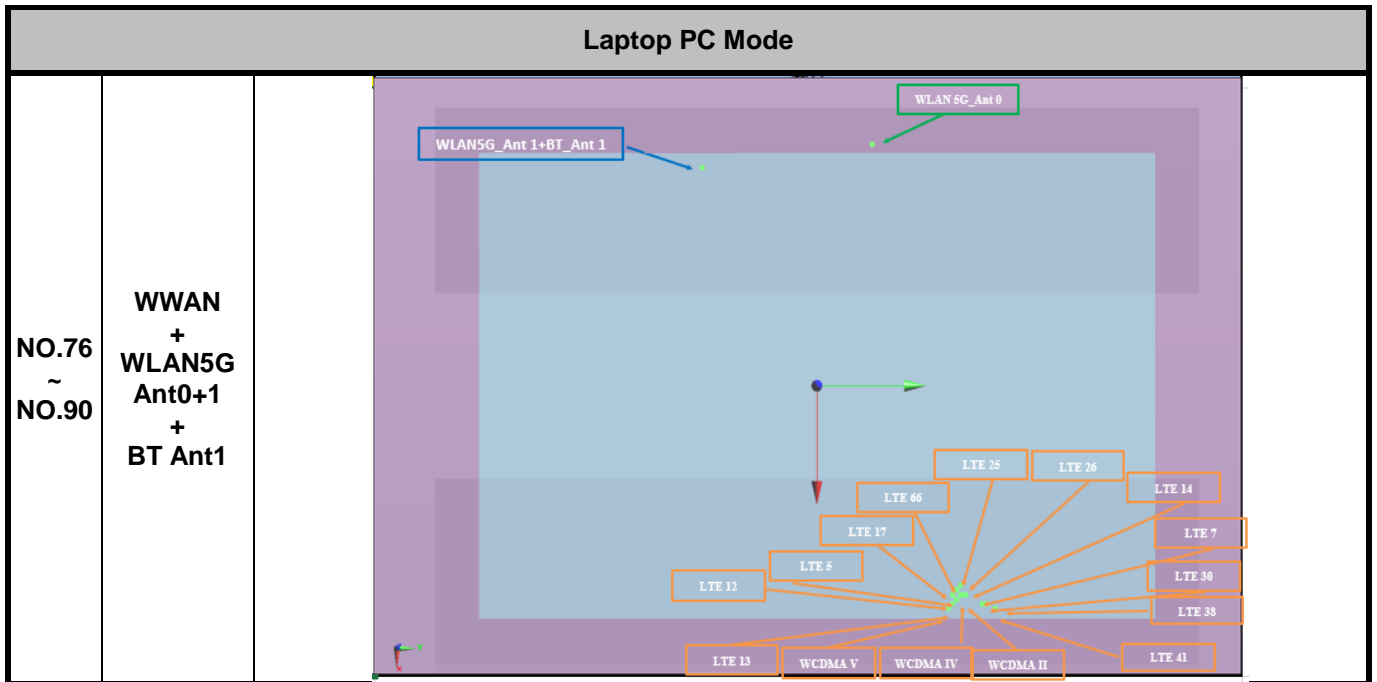 Laptop PC Mode
NO.76
~
NO.90
WWAN
+
WLAN5G
Ant0+1
+
BT Ant1
WLAN 5G_Ant 0
WLAN5G_Ant 1+BT_Ant 1
LTE 25
LTE 26
LTE 14
LTE 66
LTE 17
LTE 7
LTE 5
LTE 12
LTE 30
LTE 38
LTE 13
WCDMA V
WCDMA IV
WCDMA II
LTE 41